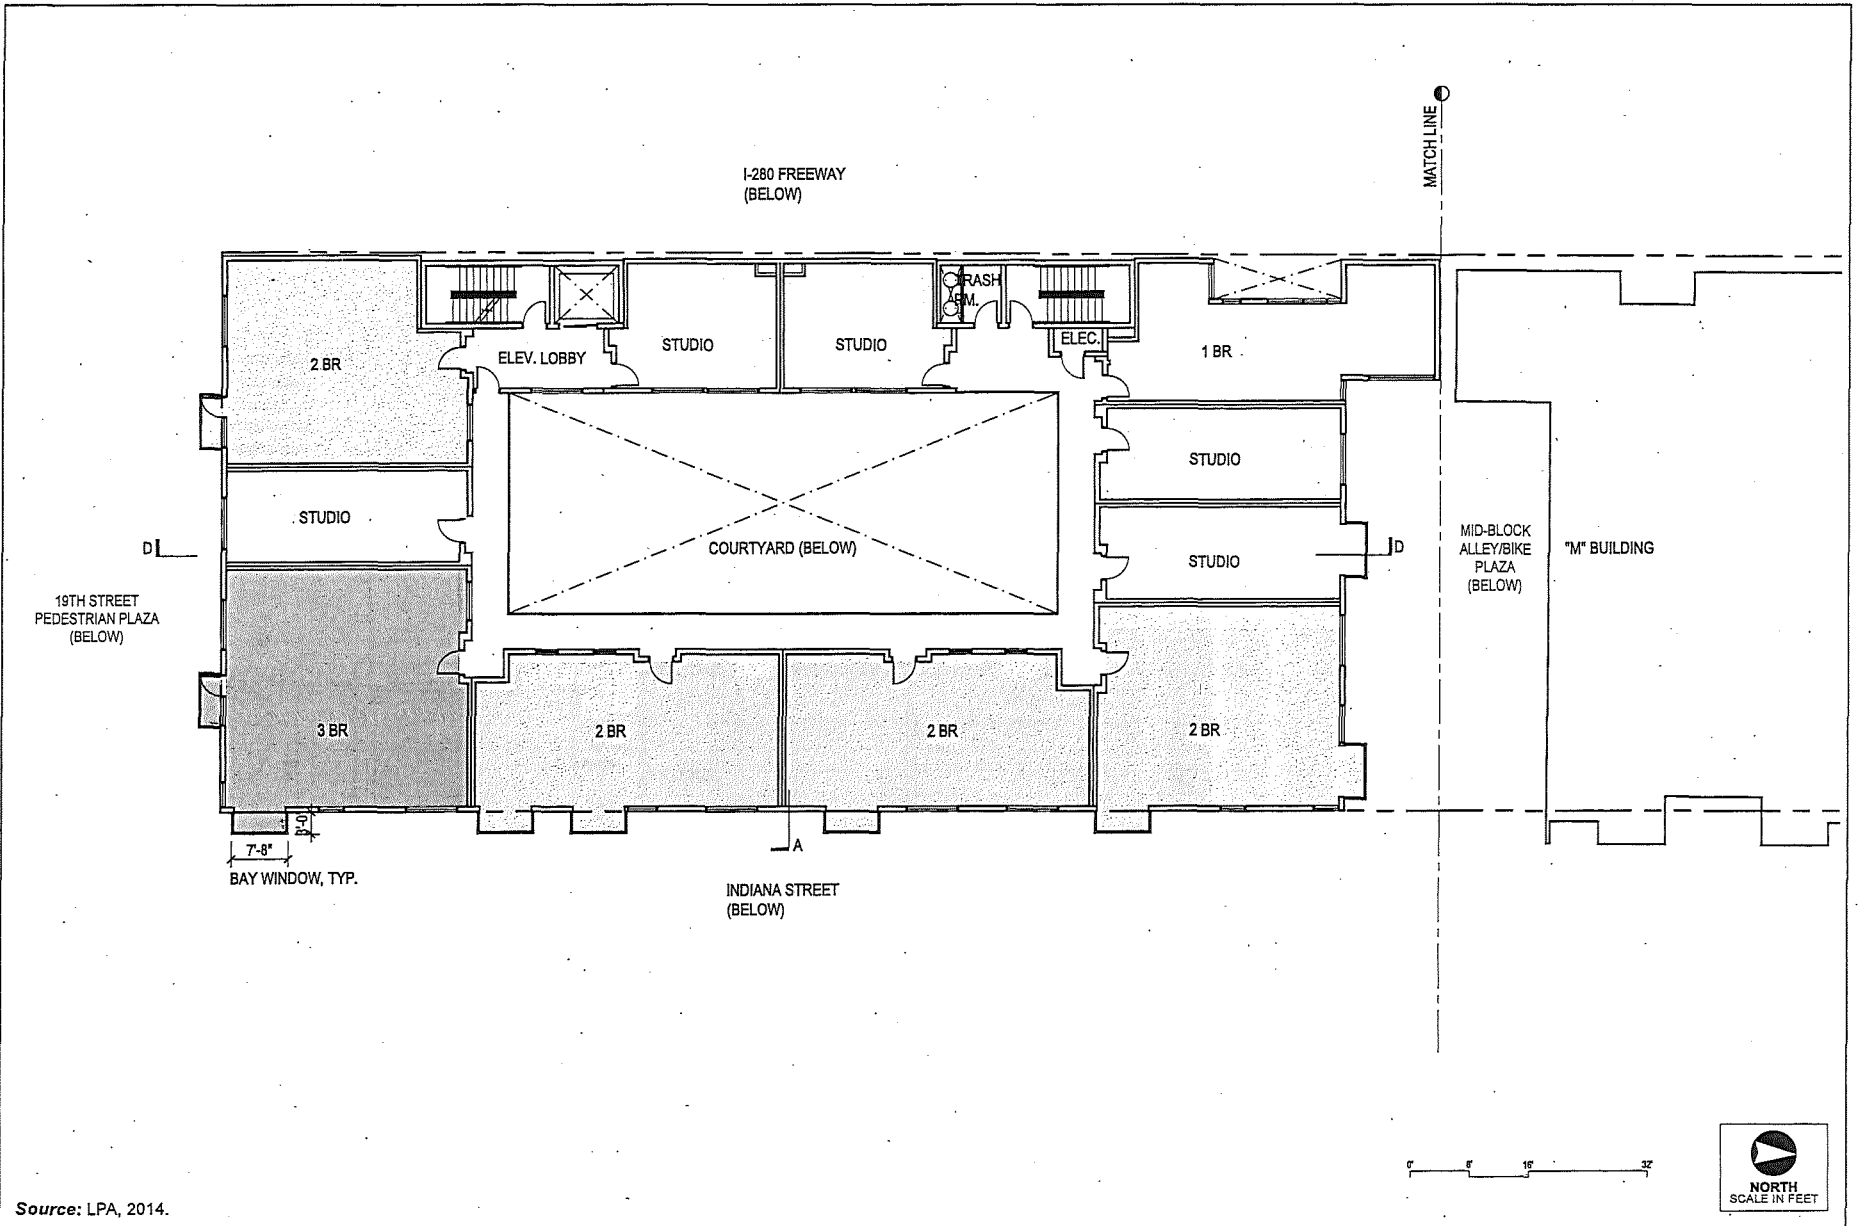 MATCH LINE
I-280 FREEWAY
(BELOW)
TRASH
RM.
2 BR
ELEV. LOBBY
STUDIO
STUDIO
ELEC.
1 BR
STUDIO
STUDIO
D
COURTYARD (BELOW)
STUDIO
D
MID-BLOCK
ALLEY/BIKE
PLAZA
(BELOW)
"M" BUILDING
19TH STREET
PEDESTRIAN PLAZA
(BELOW)
3 BR
2 BR
2 BR
2 BR
3'-0"
7'-8"
A
BAY WINDOW, TYP.
INDIANA STREET
(BELOW)
0' 8' 16' 32'
NORTH
SCALE IN FEET
Source: LPA, 2014.